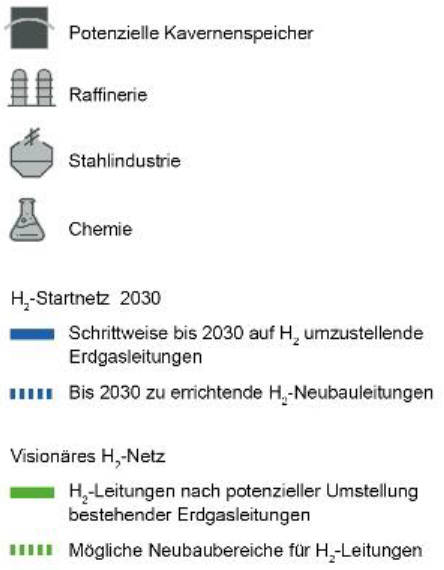 Potenzielle Kavernenspeicher
Raffinerie
Stahlindustrie
Chemie
H₂-Startnetz 2030
Schrittweise bis 2030 auf H₂ umzustellende
Erdgasleitungen
Bis 2030 zu errichtende H₂-Neubauleitungen
Visionäres H₂-Netz
H₂-Leitungen nach potenzieller Umstellung
bestehender Erdgasleitungen
Mögliche Neubaubereiche für H₂-Leitungen